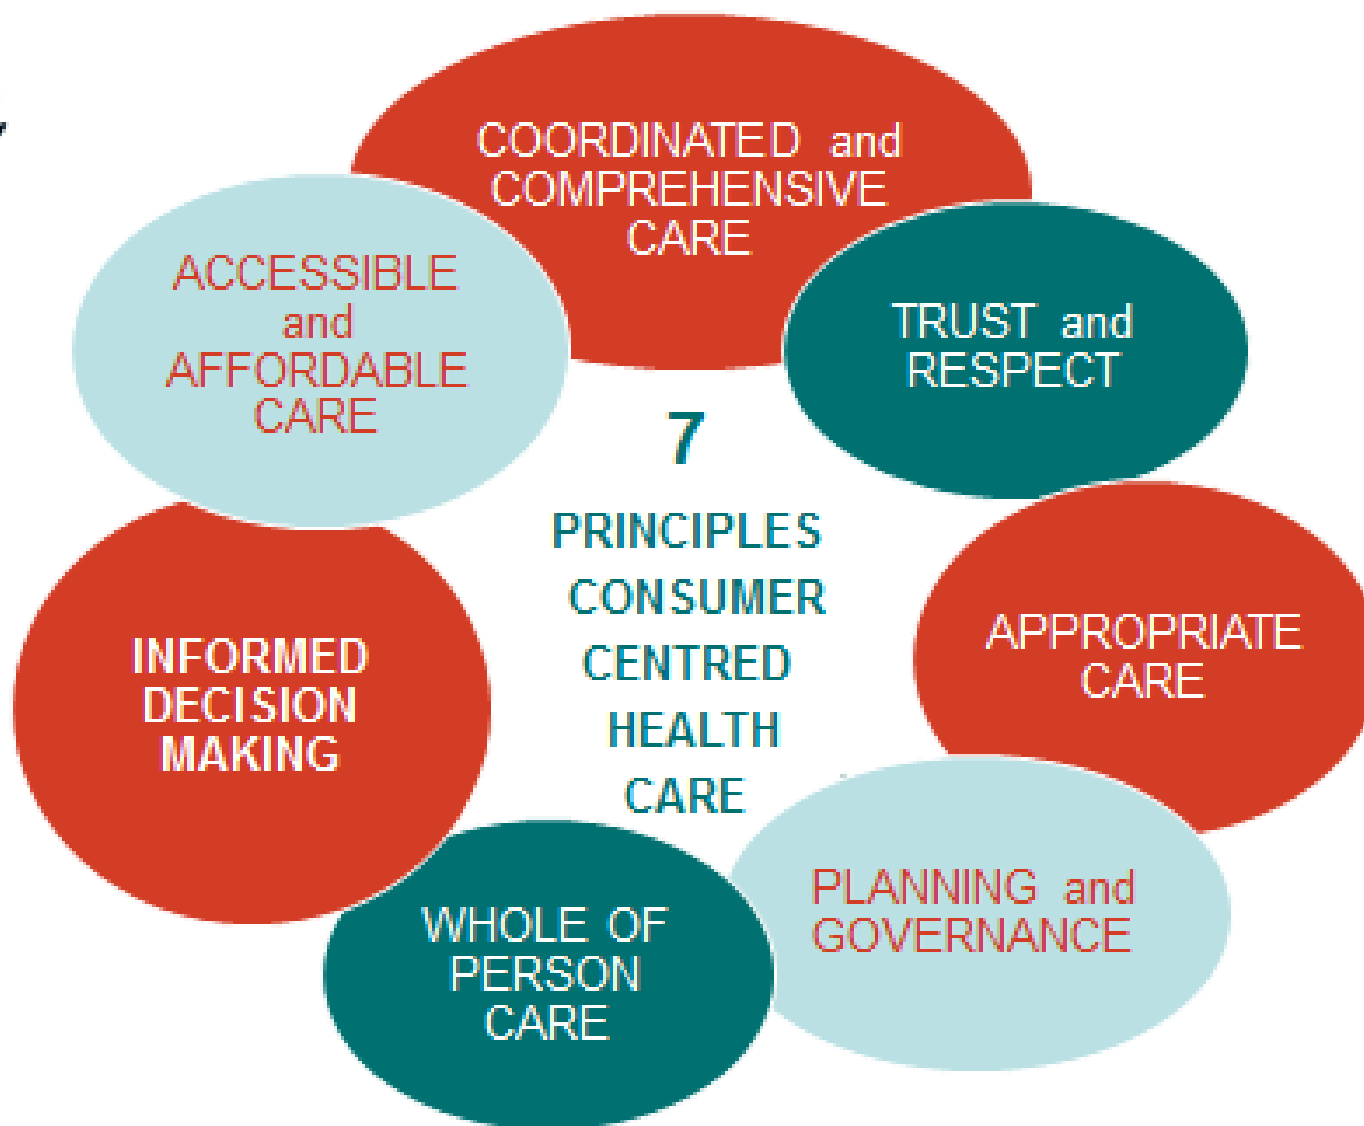 COORDINATED and
COMPREHENSIVE
CARE
TRUST and
RESPECT
APPROPRIATE
CARE
PLANNING and
GOVERNANCE
WHOLE OF
PERSON
CARE
INFORMED
DECISION
MAKING
ACCESSIBLE
and
AFFORDABLE
CARE
7
PRINCIPLES
CONSUMER
CENTRED
HEALTH
CARE